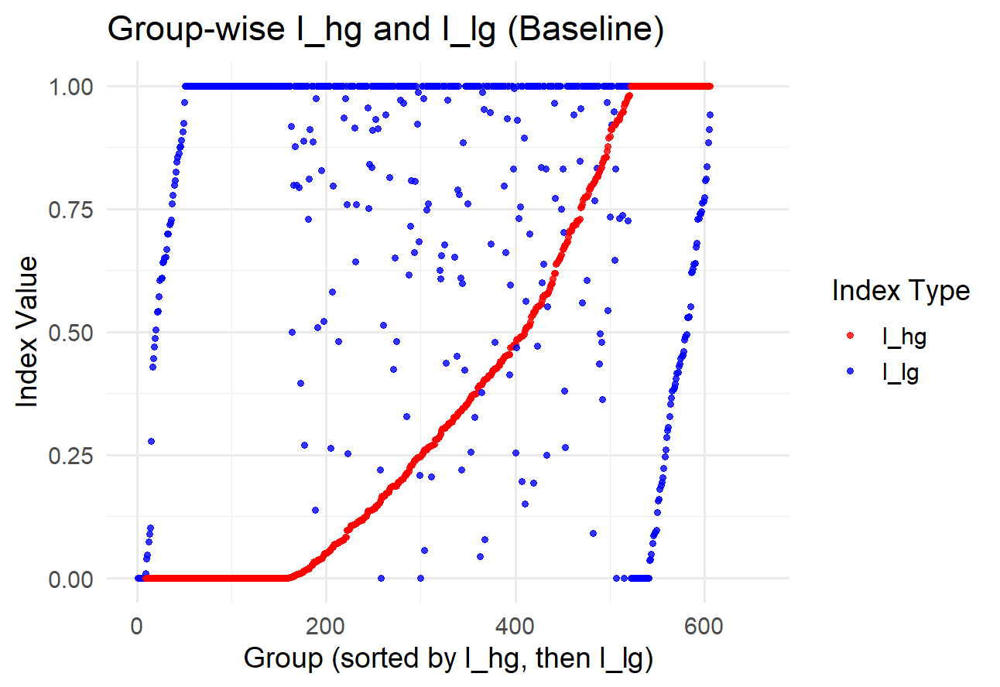 Group-wise I_hg and I_lg (Baseline)
1.00
0.75
0.50
0.25
0.00
Index Value
0
200
400
600
Group (sorted by I_hg, then I_lg)
Index Type
I_hg
I_lg